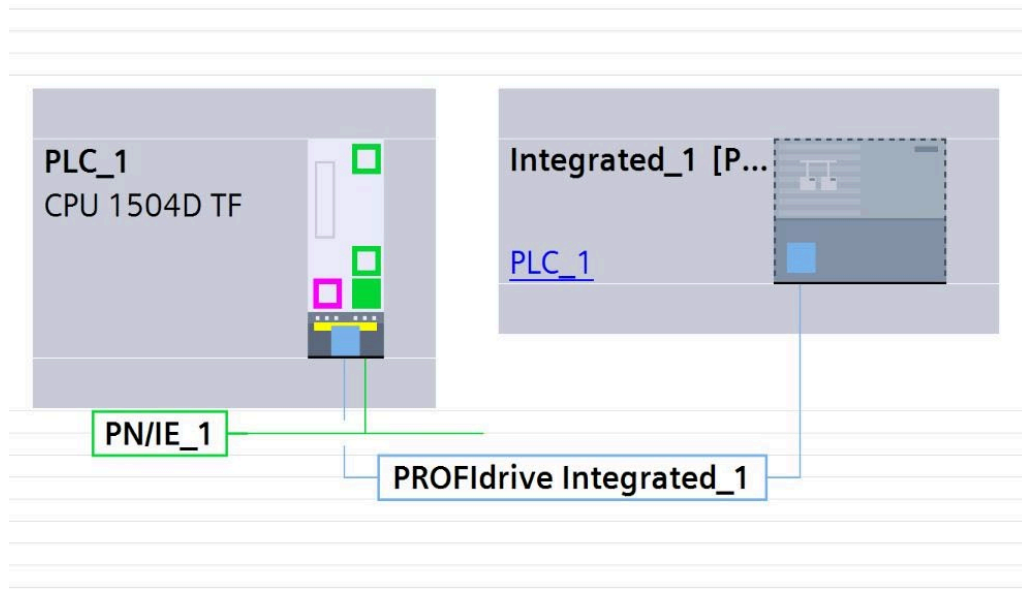 PLC_1
CPU 1504D TF
Integrated_1 [P...
PLC_1
PN/IE_1
PROFIdrive Integrated_1